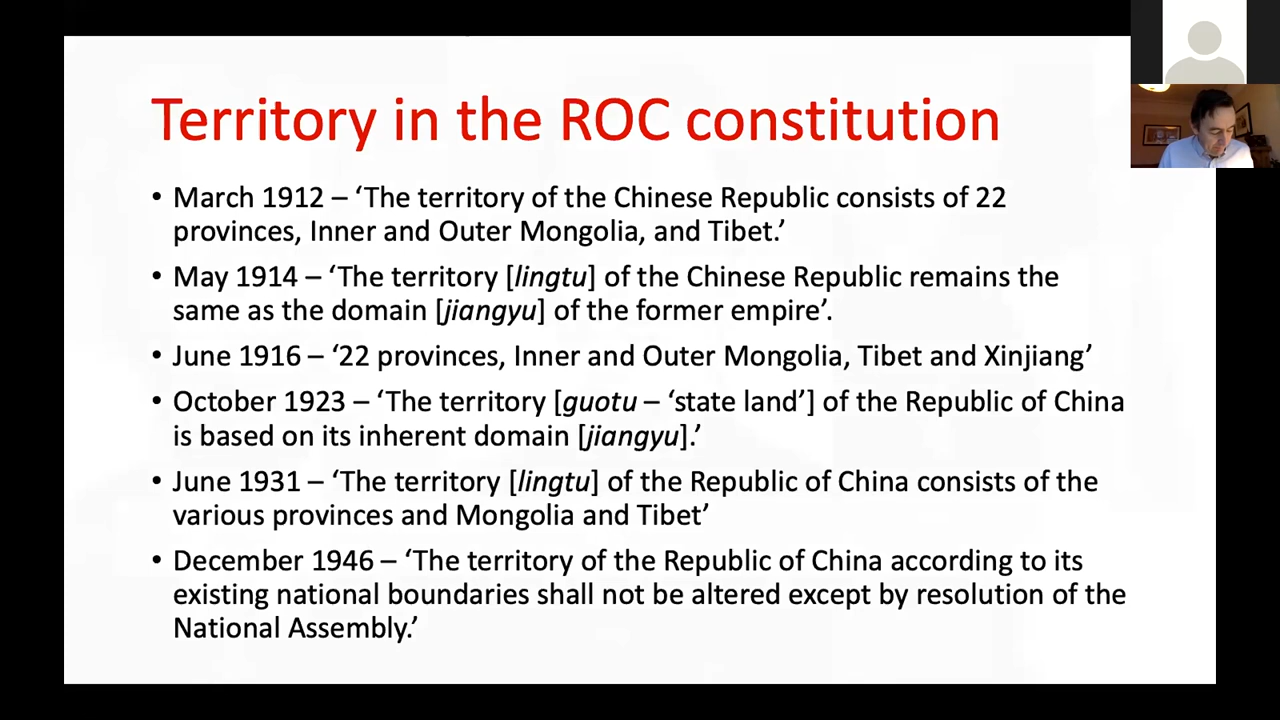 Territory in the ROC constitution
• March 1912 – ‘The territory of the Chinese Republic consists of 22
provinces, Inner and Outer Mongolia, and Tibet.’
• May 1914 – ‘The territory [lingtu] of the Chinese Republic remains the
same as the domain [jiangyu] of the former empire’.
• June 1916 – ‘22 provinces, Inner and Outer Mongolia, Tibet and Xinjiang’
• October 1923 – ‘The territory [guotu – ‘state land’] of the Republic of China
is based on its inherent domain [jiangyu].’
• June 1931 – ‘The territory [lingtu] of the Republic of China consists of the
various provinces and Mongolia and Tibet’
• December 1946 – ‘The territory of the Republic of China according to its
existing national boundaries shall not be altered except by resolution of the
National Assembly.’